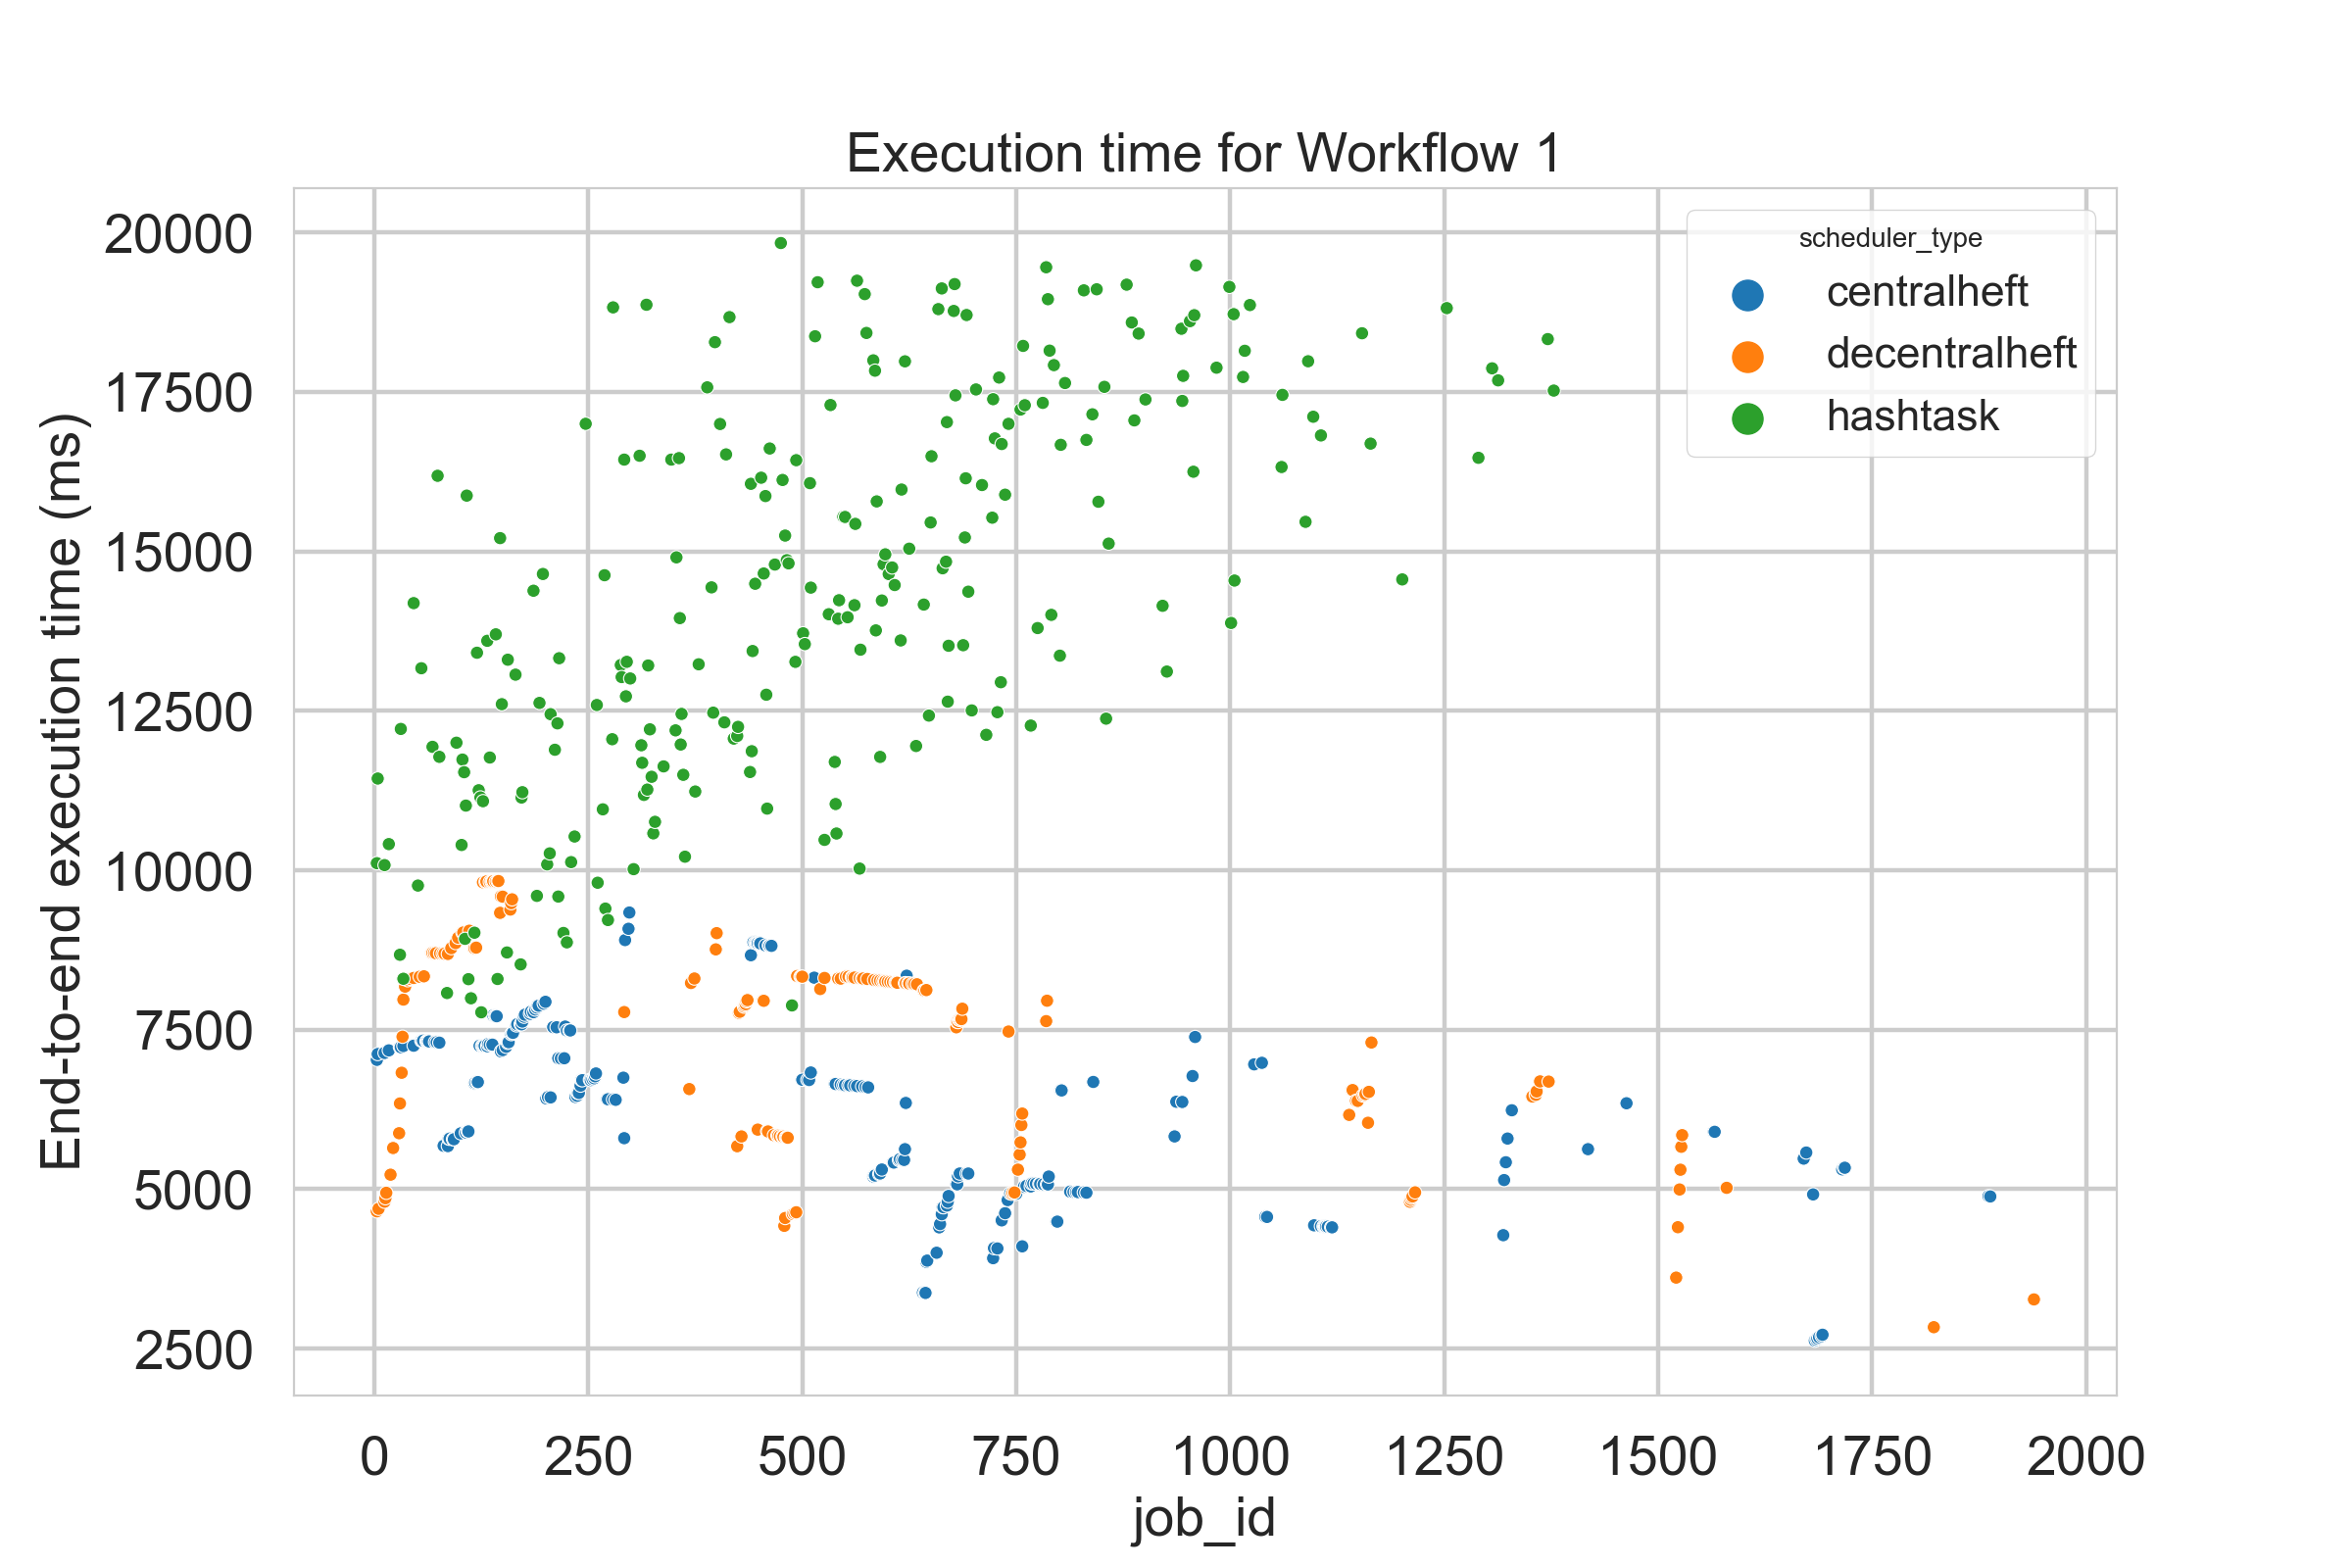 Execution time for Workflow 1
End-to-end execution time (ms)
20000
17500
15000
12500
10000
7500
5000
2500
scheduler_type
centralheft
decentralheft
hashtask
0 250 500 750 1000 1250 1500 1750 2000
job_id